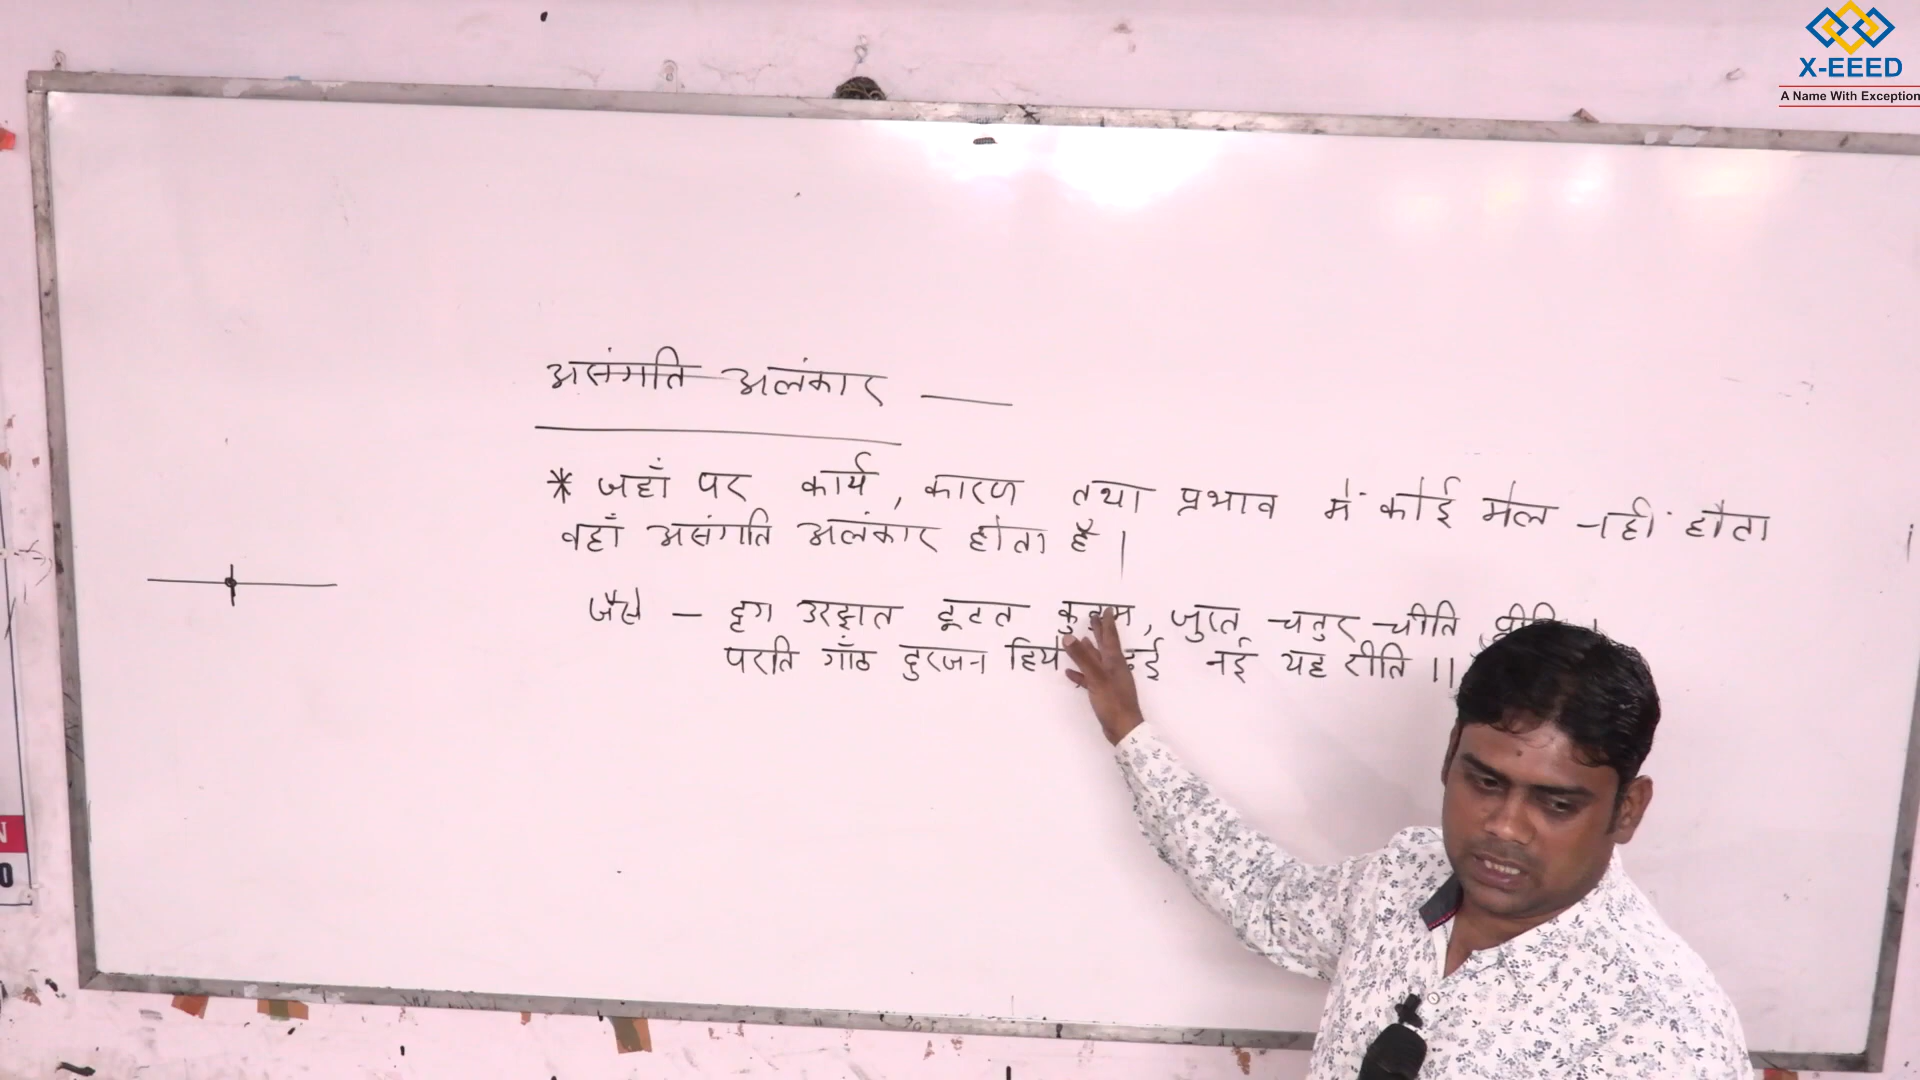 X-EEED
A Name With Exception
असंगति अलंकार —
* जहाँ पर कार्य, कारण तथा प्रभाव में कोई मेल नहीं होता
वहाँ असंगति अलंकार होता है।
जैसे — दृग उरझत टूटत, जुरत चतुर चीति
परति गाँठ दुरजन हिये नई यह रीति ।।
N
0